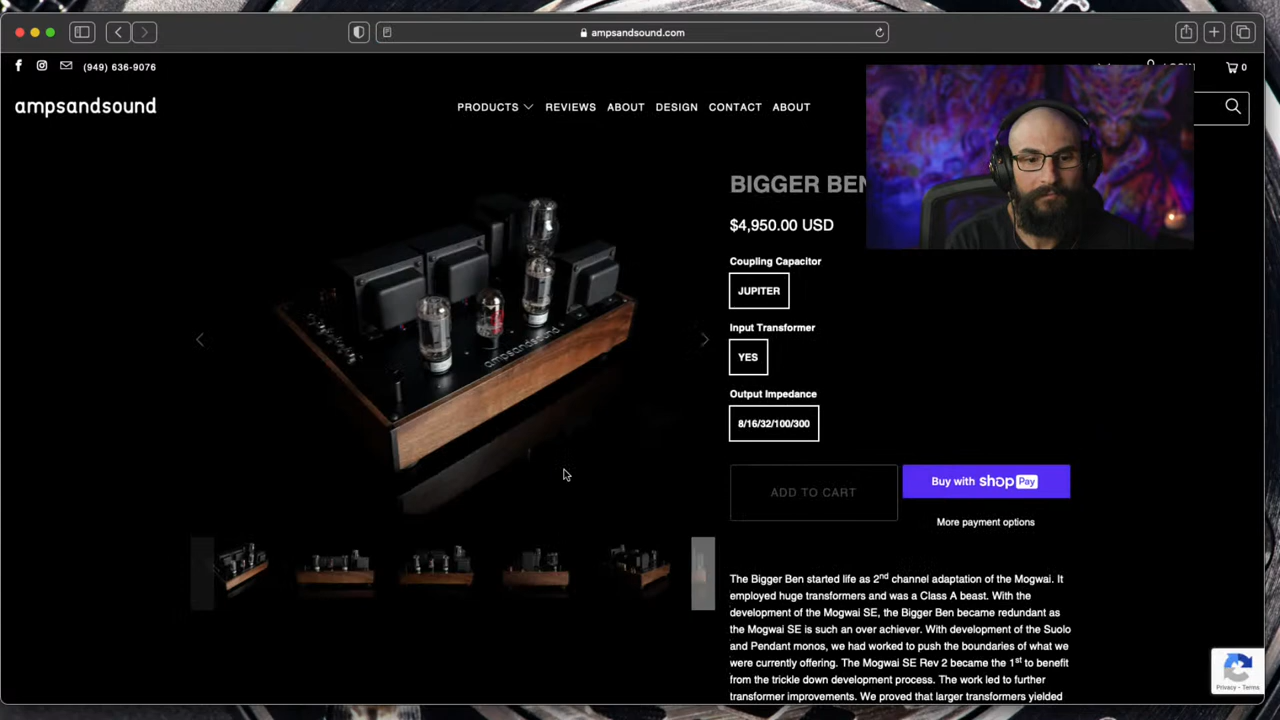 ampsandsound.com
(949) 636-9076
0
ampsandsound
PRODUCTS REVIEWS ABOUT DESIGN CONTACT ABOUT
BIGGER BEN
$4,950.00 USD
Coupling Capacitor
JUPITER
Input Transformer
YES
Output Impedance
8/16/32/100/300
ADD TO CART
Buy with shop Pay
More payment options
ampsandsound
The Bigger Ben started life as 2nd channel adaptation of the Mogwai. It
employed huge transformers and was a Class A beast. With the
development of the Mogwai SE, the Bigger Ben became redundant as
the Mogwai SE is such an over achiever. With development of the Suolo
and Pendant monos, we had worked to push the boundaries of what we
were currently offering. The Mogwai SE Rev 2 became the 1st to benefit
from the trickle down development process. The work led to further
transformer improvements. We proved that larger transformers yielded
Privacy - Terms